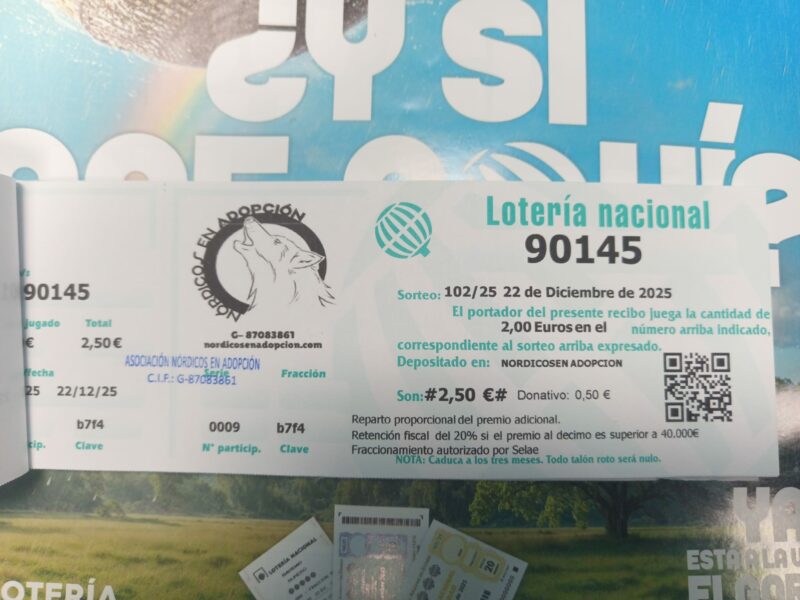 ¿Y SI
Lotería nacional
90145
Sorteo: 102/25 22 de Diciembre de 2025
El portador del presente recibo juega la cantidad de
2,00 Euros en el número arriba indicado,
correspondiente al sorteo arriba expresado.
Depositado en: NORDICOSEN ADOPCION
Son: #2,50 €# Donativo: 0,50 €
Reparto proporcional del premio adicional.
Retención fiscal del 20% si el premio al decimo es superior a 40.000€
Fraccionamiento autorizado por Selae
NOTA: Caduca a los tres meses. Todo talón roto será nulo.
NÓRDICOS EN ADOPCIÓN
G- 87083861
nordicosenadopcion.com
ASOCIACIÓN NÓRDICOS EN ADOPCIÓN
C.I.F.: G-87083861
Serie Fracción
0009 b7f4
N° particip. Clave
90145
Total
2,50€
22/12/25
b7f4
Clave
LOTERÍA NACIONAL
20
YA
LOTERÍA